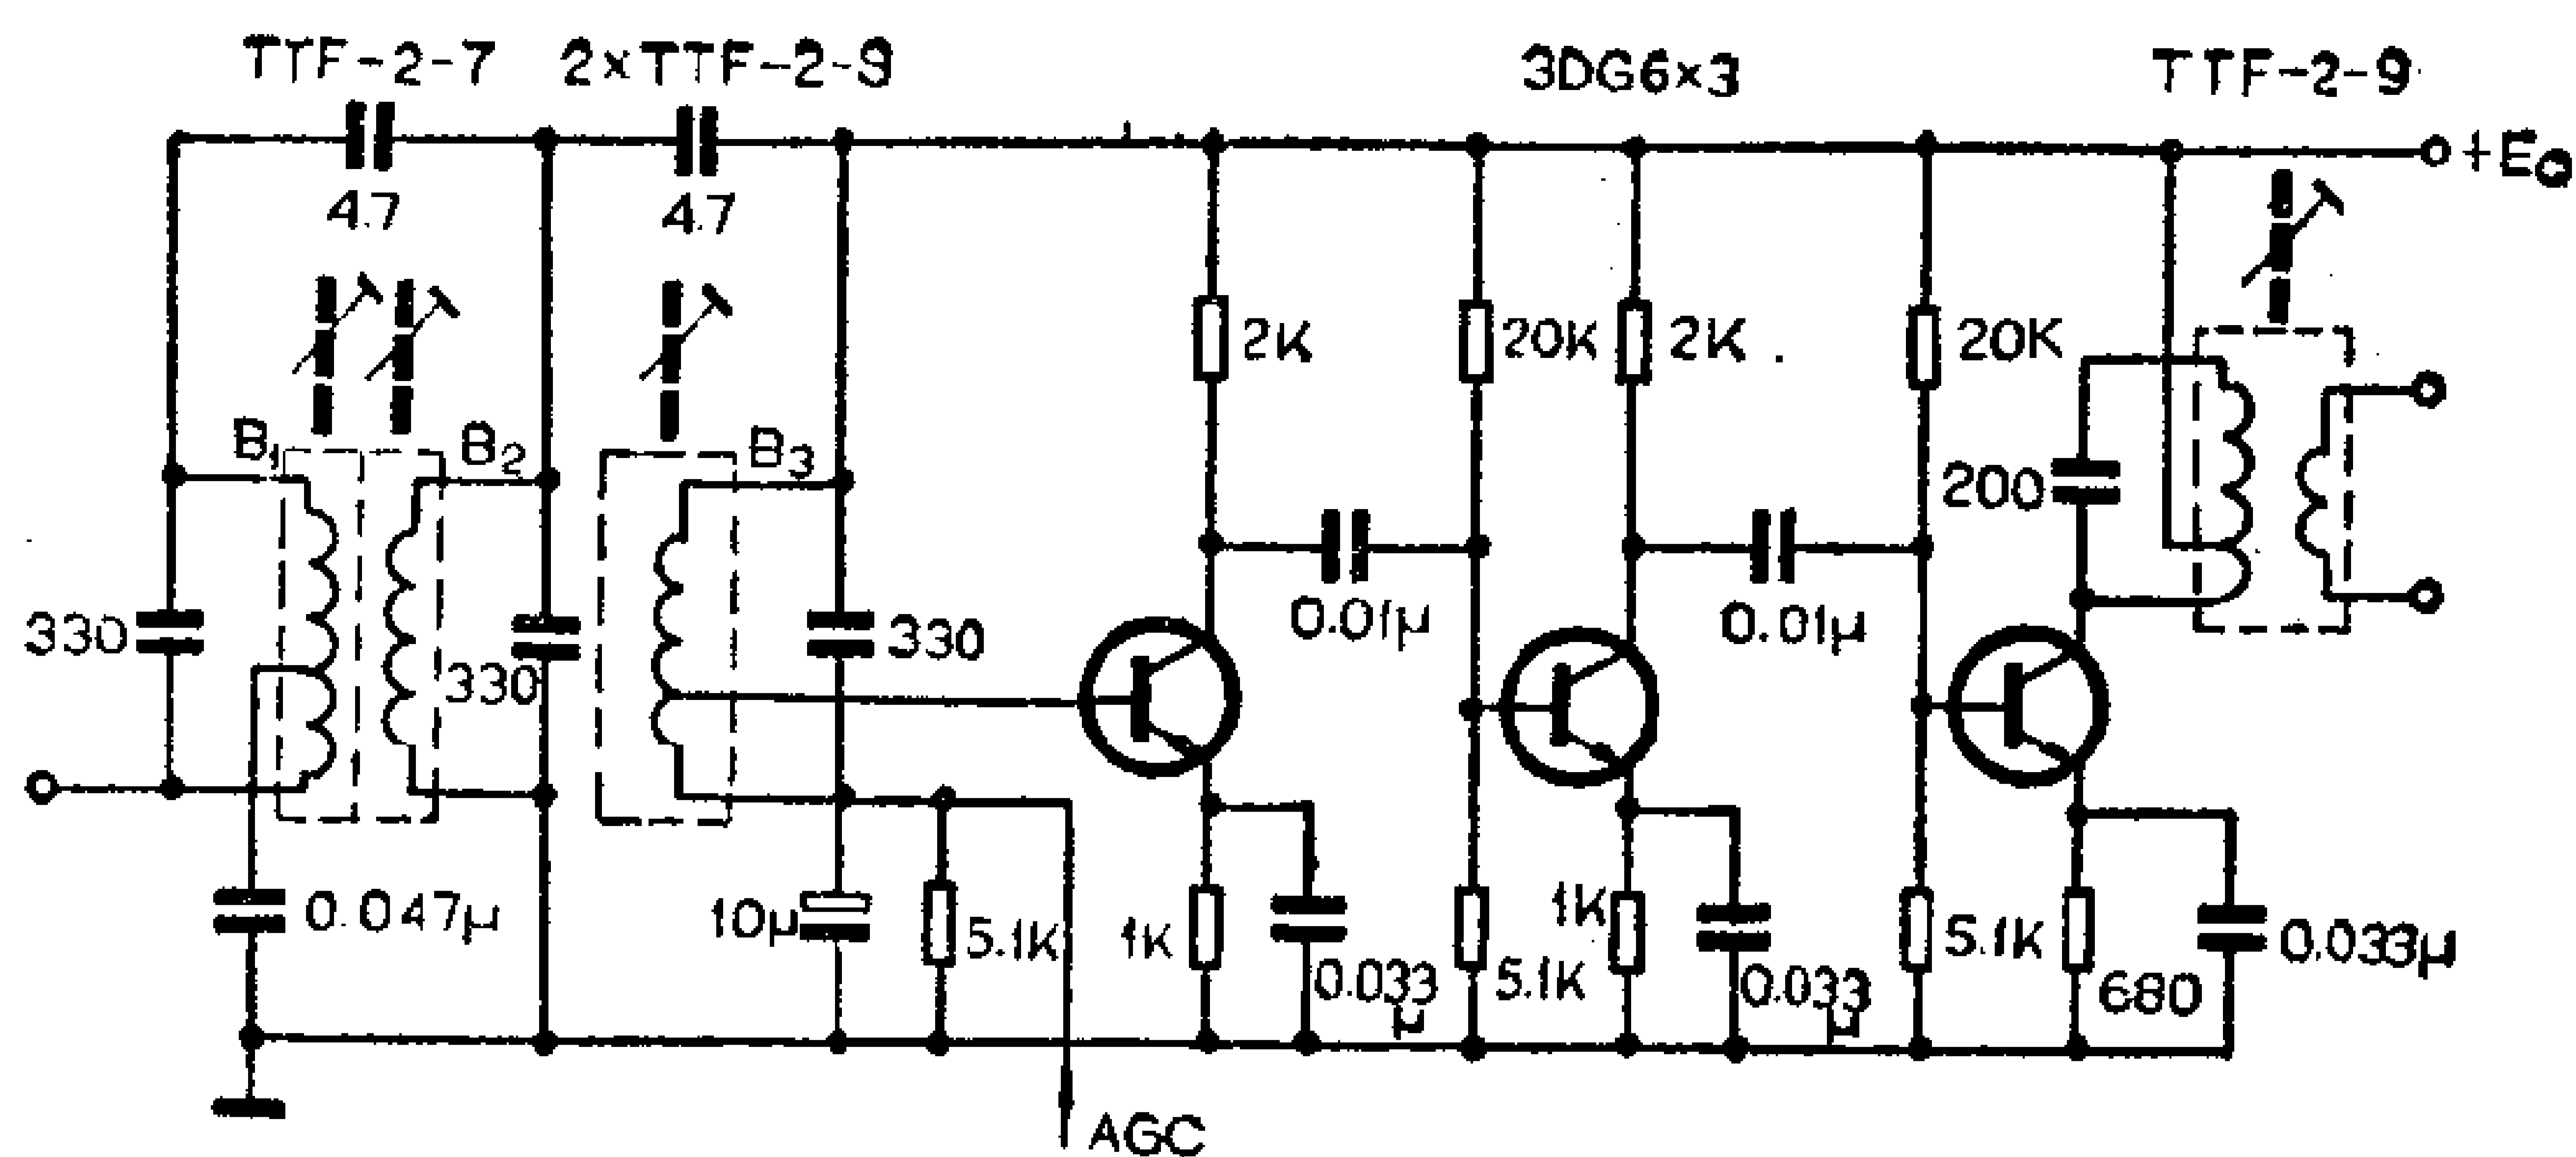 TTF-2-7 2×TTF-2-9 3DG6×3 TTF-2-9
4.7 4.7 +E
2K 20K 2K 20K
B1 B2 B3
200
330 330 330 0.01μ 0.01μ
0.047μ 10μ 5.1K 1K 0.033μ 5.1K 1K 0.033μ 5.1K 680 0.033μ
AGC